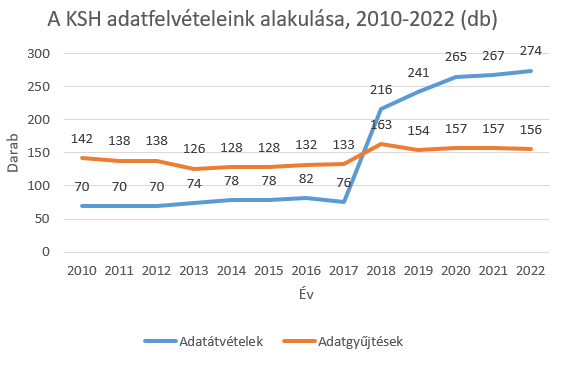 A KSH adatfelvételeink alakulása, 2010-2022 (db)
300
250
200
150
100
50
0
Darab
142 138 138 126 128 128 132 133 163 154 157 157 156
70 70 70 74 78 78 82 76 216 241 265 267 274
2010 2011 2012 2013 2014 2015 2016 2017 2018 2019 2020 2021 2022
Év
Adatátvételek Adatgyűjtések